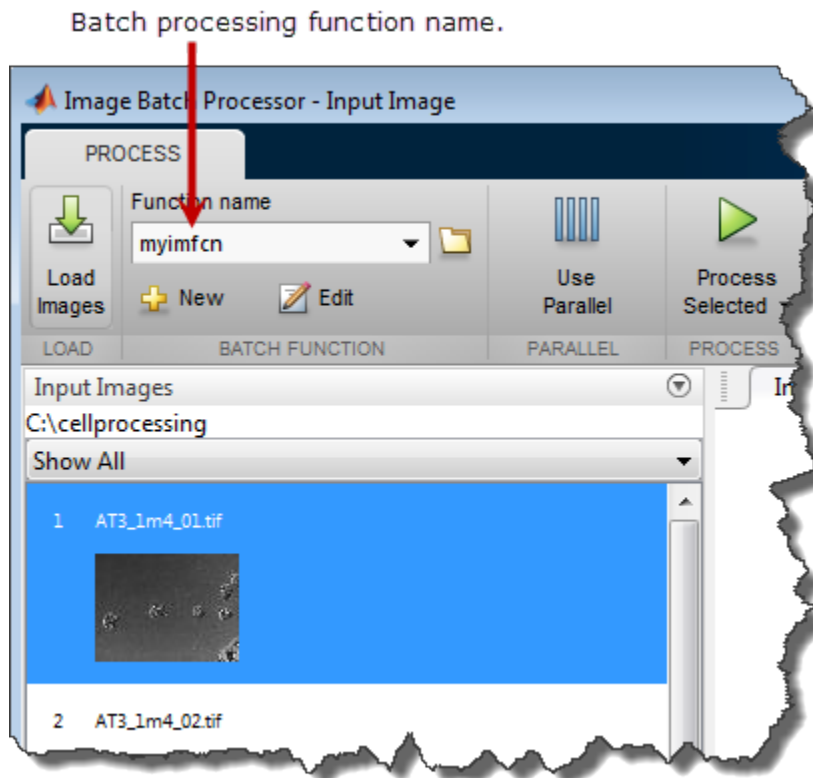 Batch processing function name.
Image Batch Processor - Input Image
PROCESS
Function name
myimfcn
Load
Images
New
Edit
Use
Parallel
Process
Selected
LOAD
BATCH FUNCTION
PARALLEL
PROCESS
Input Images
C:\cellprocessing
Show All
1 AT3_1m4_01.tif
2 AT3_1m4_02.tif